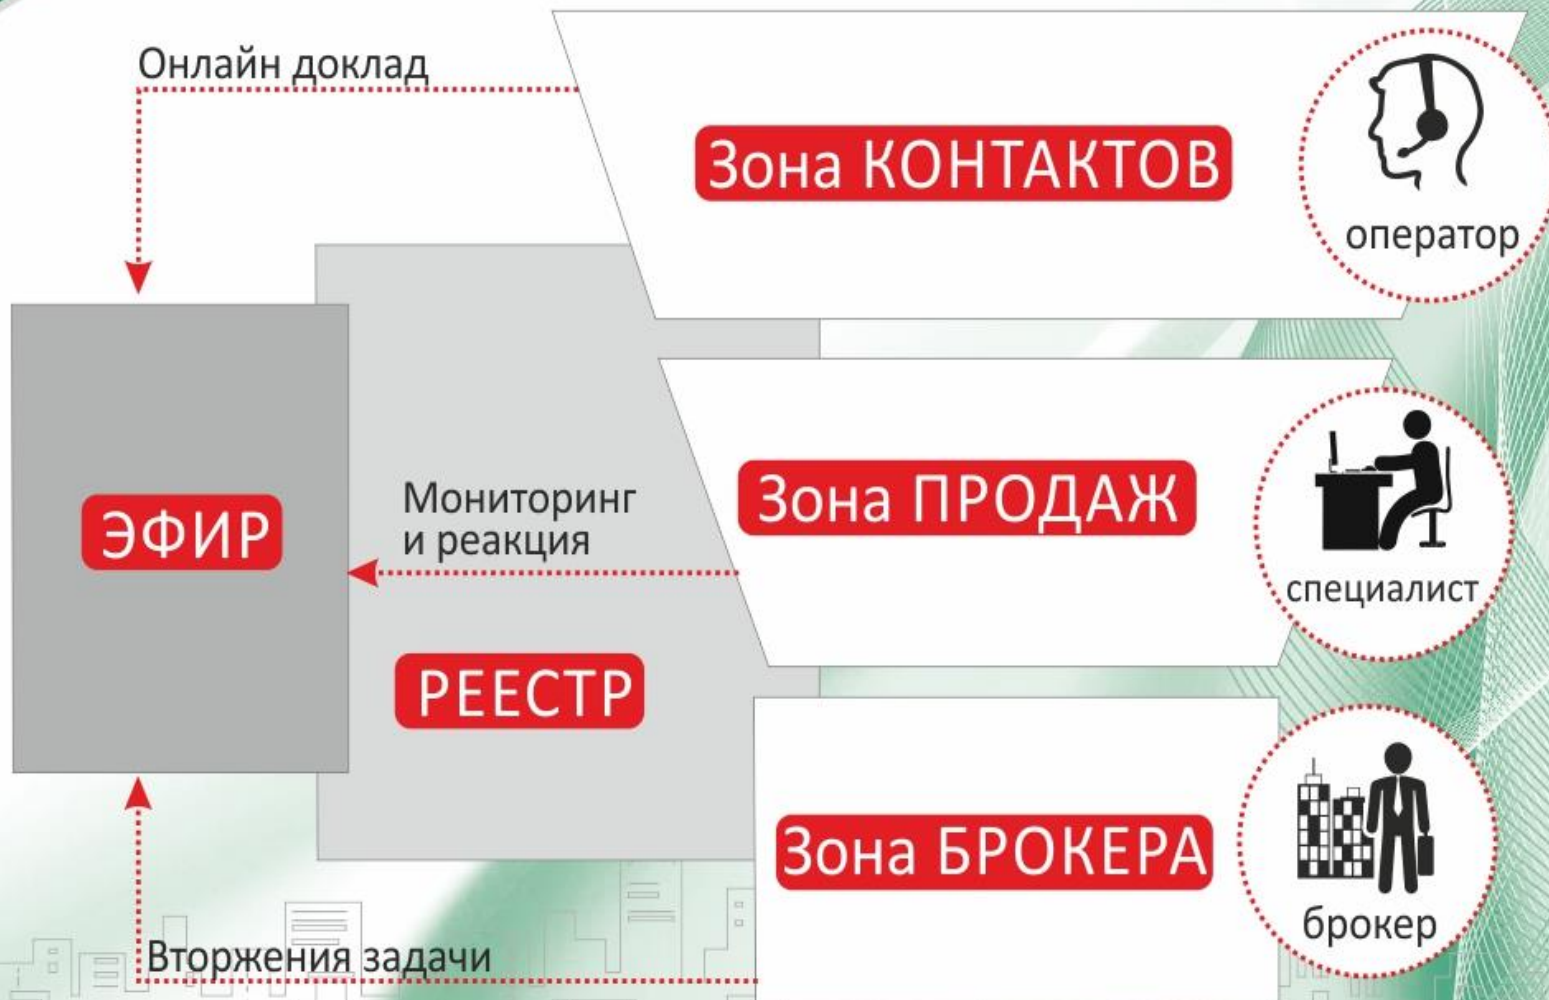 Онлайн доклад
Зона КОНТАКТОВ
оператор
ЭФИР
Мониторинг
и реакция
Зона ПРОДАЖ
специалист
РЕЕСТР
Зона БРОКЕРА
брокер
Вторжения задачи